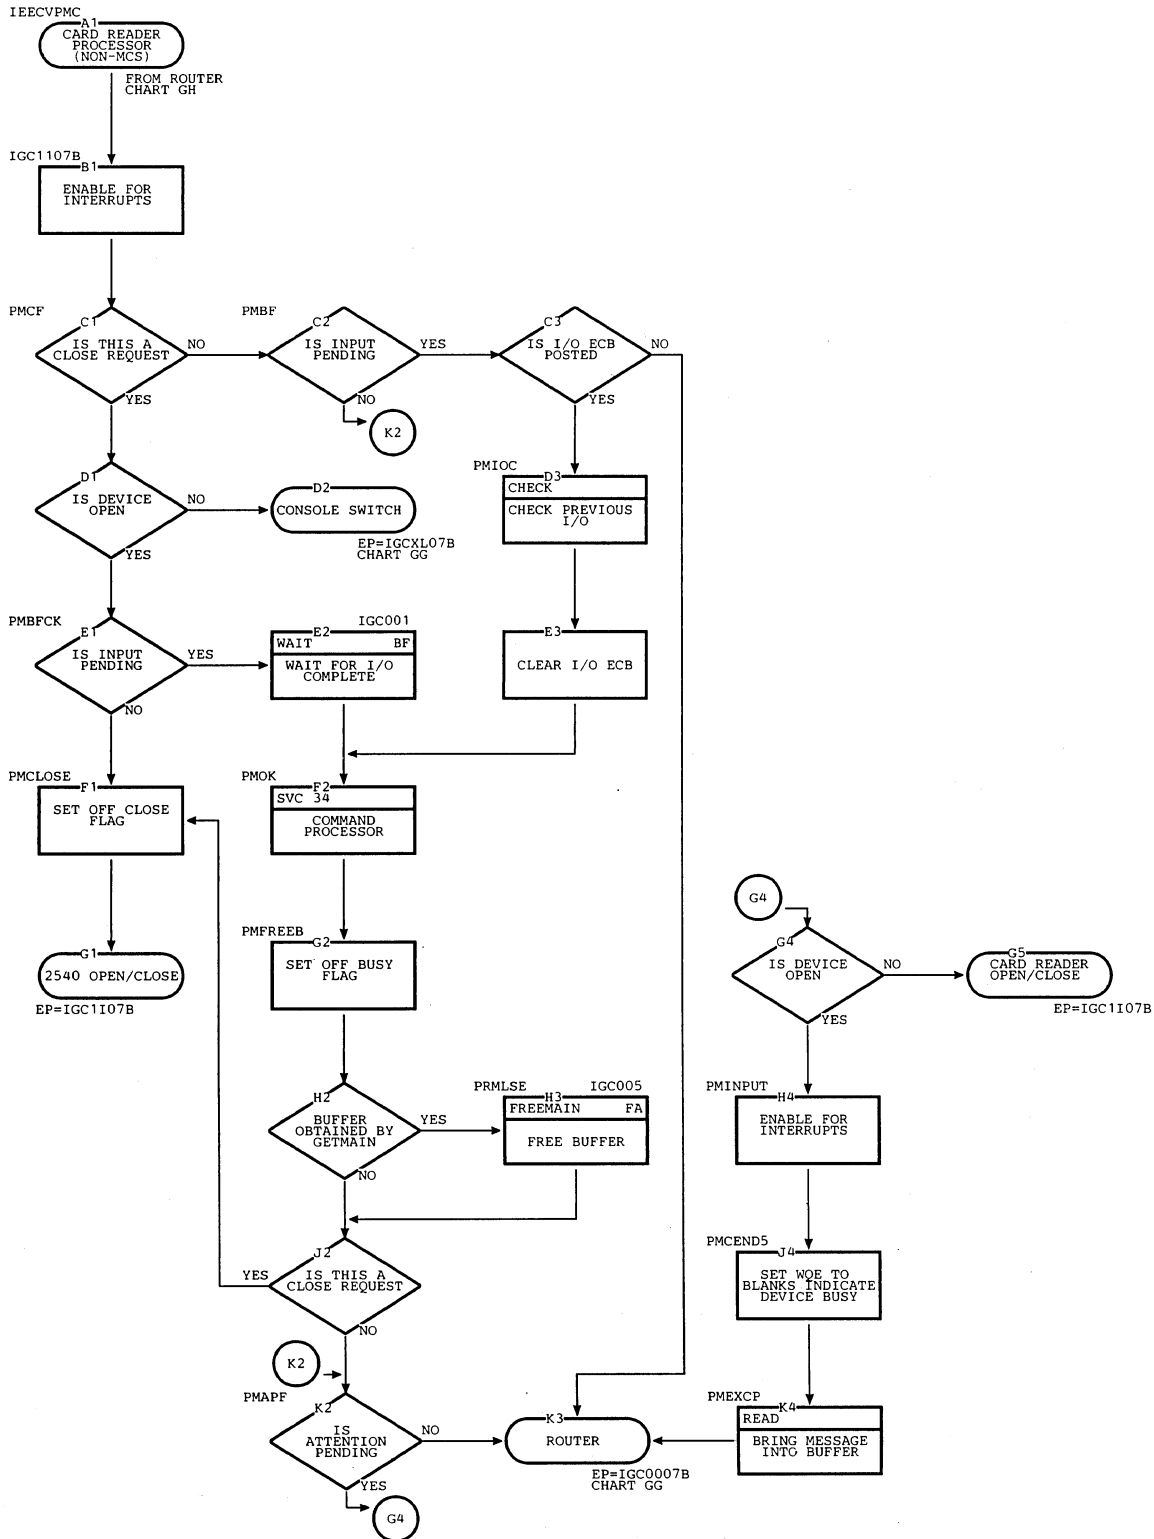 IEECVPMC
A1
CARD READER
PROCESSOR
(NON-MCS)
FROM ROUTER
CHART GH
IGC1107B
B1
ENABLE FOR
INTERRUPTS
PMCF
C1
IS THIS A
CLOSE REQUEST
NO
YES
PMBF
C2
IS INPUT
PENDING
YES
NO
K2
C3
IS I/O ECB
POSTED
NO
YES
D1
IS DEVICE
OPEN
NO
YES
D2
CONSOLE SWITCH
EP=IGCXL07B
CHART GG
PMIOC
D3
CHECK
CHECK PREVIOUS
I/O
PMBFCK
E1
IS INPUT
PENDING
YES
NO
IGC001
E2
WAIT BF
WAIT FOR I/O
COMPLETE
E3
CLEAR I/O ECB
PMCLOSE
F1
SET OFF CLOSE
FLAG
PMOK
F2
SVC 34
COMMAND
PROCESSOR
G1
2540 OPEN/CLOSE
EP=IGC1I07B
PMFREEB
G2
SET OFF BUSY
FLAG
G4
G4
IS DEVICE
OPEN
NO
YES
G5
CARD READER
OPEN/CLOSE
EP=IGC1I07B
H2
BUFFER
OBTAINED BY
GETMAIN
YES
NO
PRMLSE
IGC005
H3
FREEMAIN FA
FREE BUFFER
PMINPUT
H4
ENABLE FOR
INTERRUPTS
J2
IS THIS A
CLOSE REQUEST
YES
NO
PMCEND5
J4
SET WQE TO
BLANKS INDICATE
DEVICE BUSY
K2
PMAPF
K2
IS
ATTENTION
PENDING
NO
YES
G4
K3
ROUTER
EP=IGC0007B
CHART GG
PMEXCP
K4
READ
BRING MESSAGE
INTO BUFFER